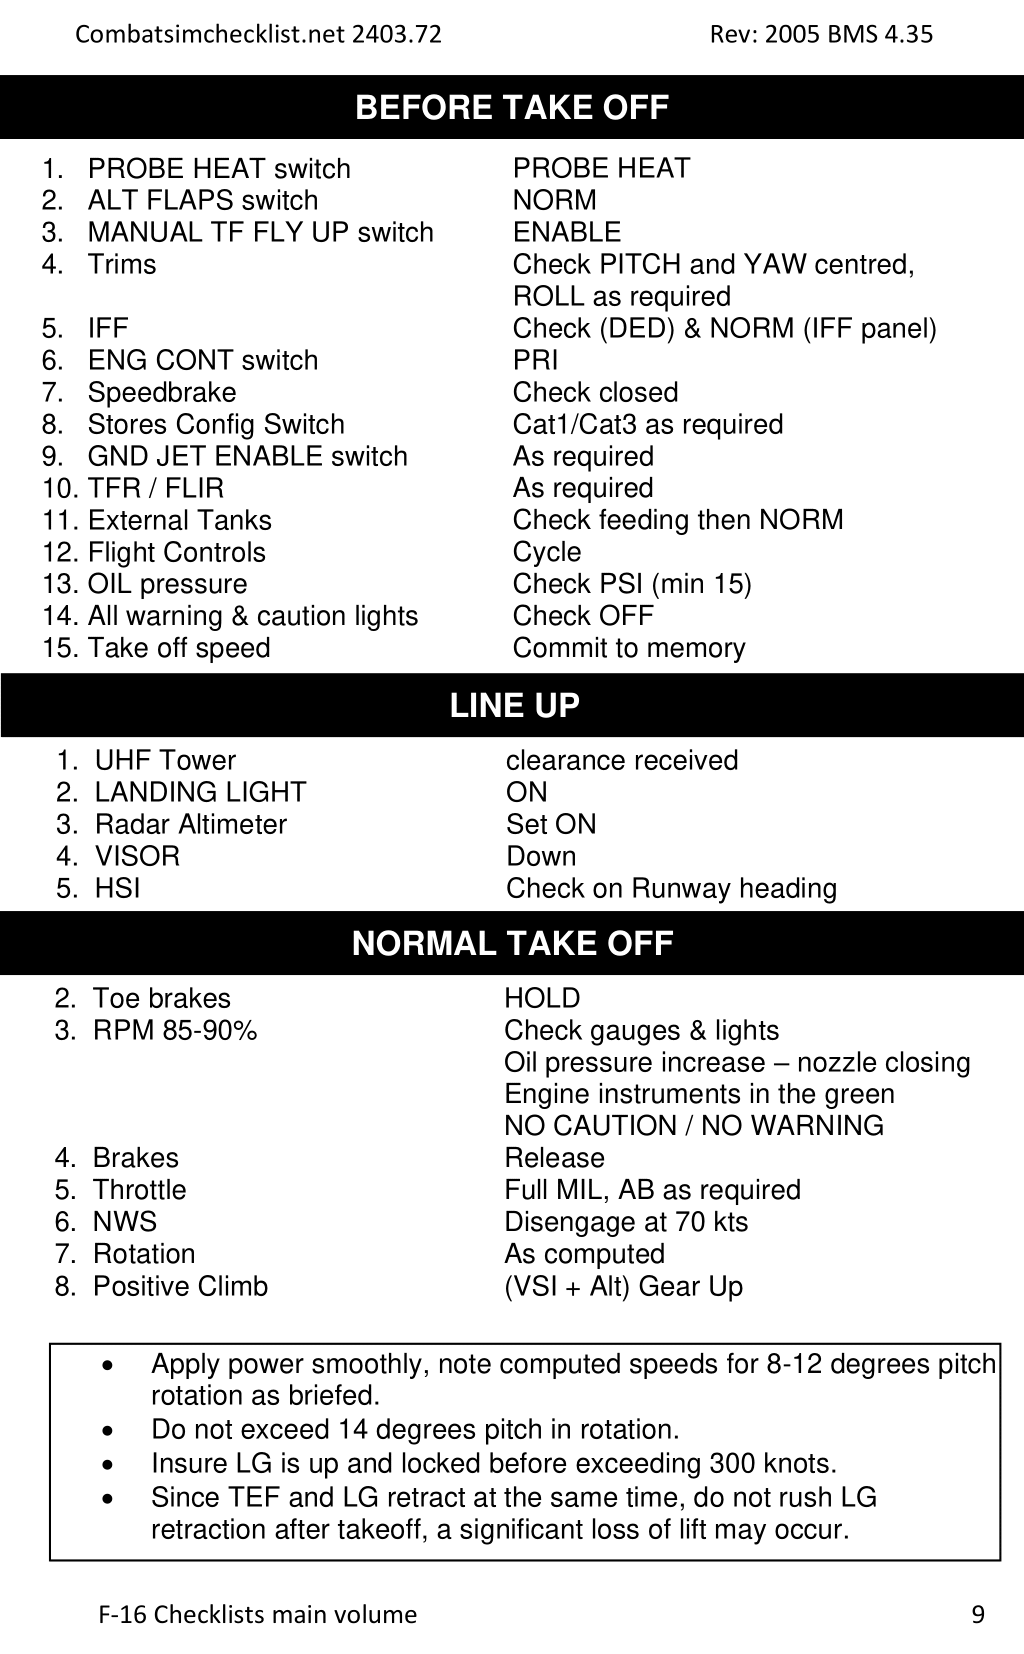 Combatsimchecklist.net 2403.72 Rev: 2005 BMS 4.35
BEFORE TAKE OFF
1. PROBE HEAT switch PROBE HEAT
2. ALT FLAPS switch NORM
3. MANUAL TF FLY UP switch ENABLE
4. Trims Check PITCH and YAW centred,
ROLL as required
5. IFF Check (DED) & NORM (IFF panel)
6. ENG CONT switch PRI
7. Speedbrake Check closed
8. Stores Config Switch Cat1/Cat3 as required
9. GND JET ENABLE switch As required
10. TFR / FLIR As required
11. External Tanks Check feeding then NORM
12. Flight Controls Cycle
13. OIL pressure Check PSI (min 15)
14. All warning & caution lights Check OFF
15. Take off speed Commit to memory
LINE UP
1. UHF Tower clearance received
2. LANDING LIGHT ON
3. Radar Altimeter Set ON
4. VISOR Down
5. HSI Check on Runway heading
NORMAL TAKE OFF
2. Toe brakes HOLD
3. RPM 85-90% Check gauges & lights
Oil pressure increase – nozzle closing
Engine instruments in the green
NO CAUTION / NO WARNING
4. Brakes Release
5. Throttle Full MIL, AB as required
6. NWS Disengage at 70 kts
7. Rotation As computed
8. Positive Climb (VSI + Alt) Gear Up
• Apply power smoothly, note computed speeds for 8-12 degrees pitch
rotation as briefed.
• Do not exceed 14 degrees pitch in rotation.
• Insure LG is up and locked before exceeding 300 knots.
• Since TEF and LG retract at the same time, do not rush LG
retraction after takeoff, a significant loss of lift may occur.
F-16 Checklists main volume 9